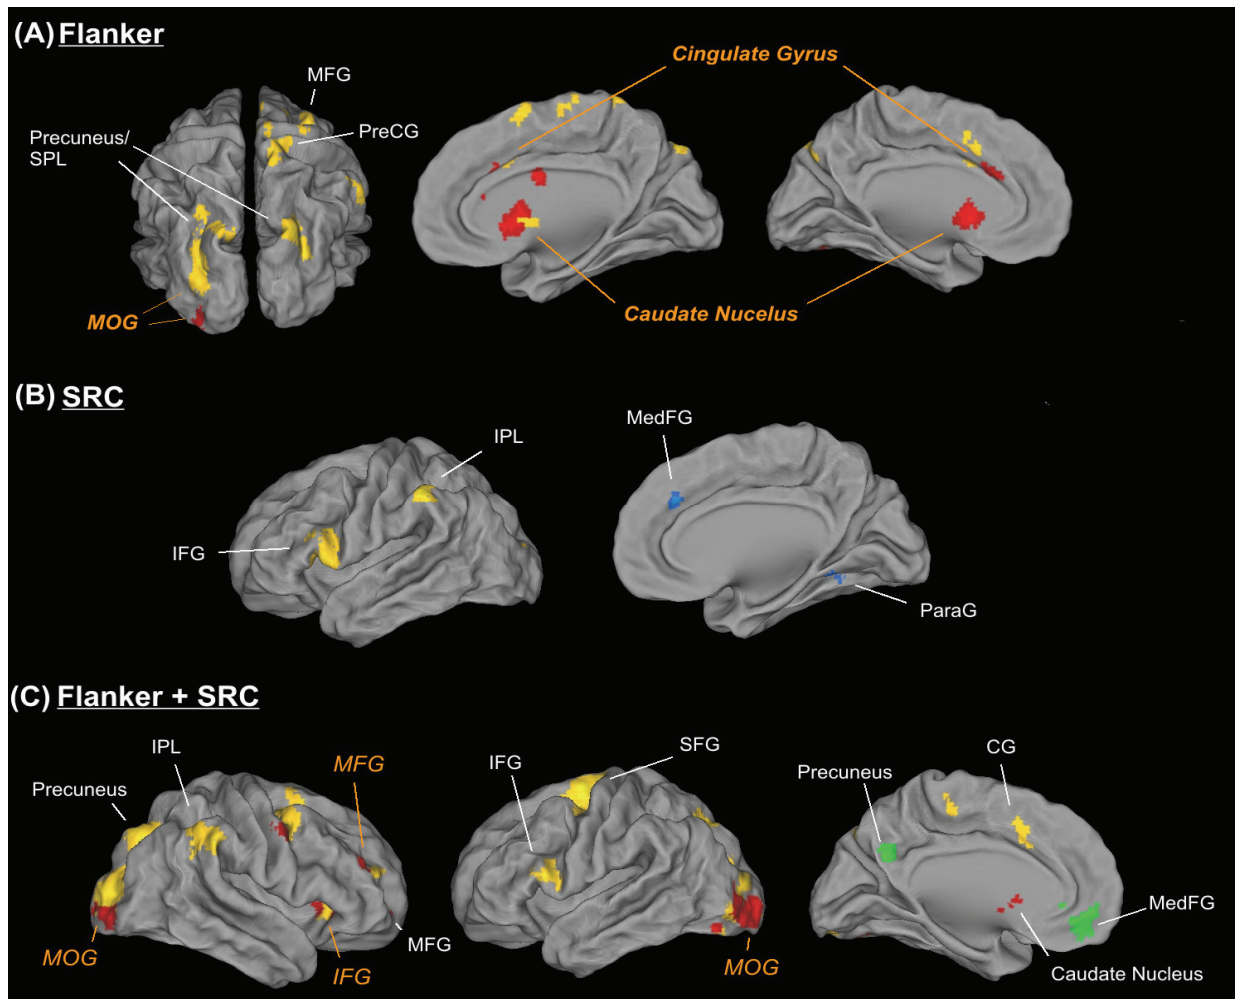 (A) Flanker
Cingulate Gyrus
MFG
Precuneus/
SPL
PreCG
MOG
Caudate Nucelus
(B) SRC
MedFG
IPL
IFG
ParaG
(C) Flanker + SRC
IPL
MFG
IFG
SFG
CG
Precuneus
Precuneus
MedFG
MOG
IFG
MFG
MOG
Caudate Nucleus